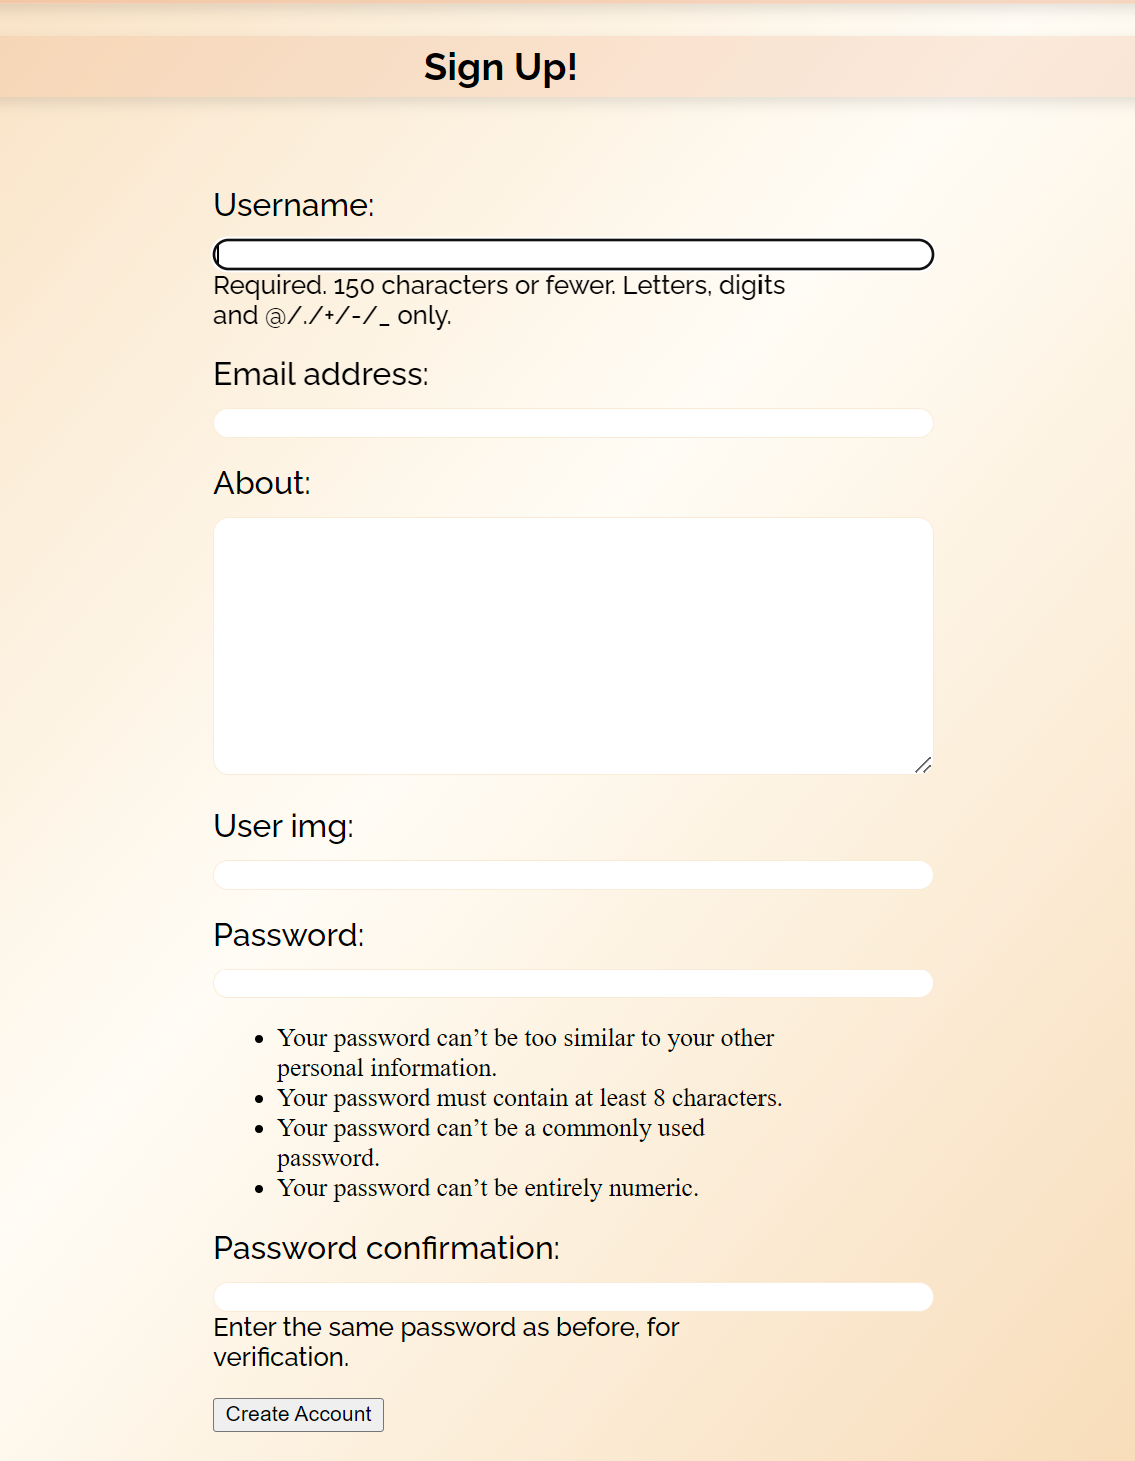 Sign Up!
Username:
Required. 150 characters or fewer. Letters, digits
and @/./+/-/_ only.
Email address:
About:
User img:
Password:
• Your password can’t be too similar to your other
personal information.
• Your password must contain at least 8 characters.
• Your password can’t be a commonly used
password.
• Your password can’t be entirely numeric.
Password confirmation:
Enter the same password as before, for
verification.
Create Account